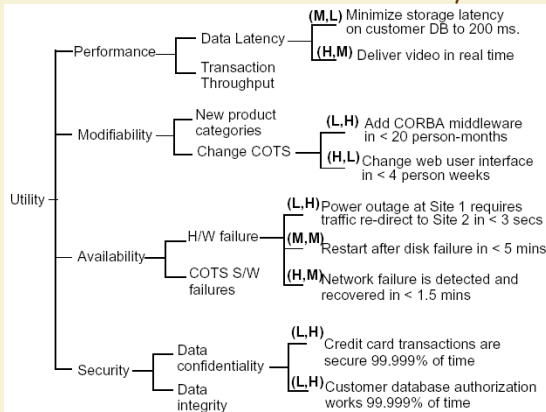 (M,L) Minimize storage latency
on customer DB to 200 ms.
Data Latency
Performance
(H,M) Deliver video in real time
Transaction
Throughput
New product
categories
(L,H) Add CORBA middleware
in < 20 person-months
Modifiability
Change COTS
(H,L) Change web user interface
in < 4 person weeks
Utility
(L,H) Power outage at Site 1 requires
traffic re-direct to Site 2 in < 3 secs
H/W failure
(M,M) Restart after disk failure in < 5 mins
Availability
COTS S/W
failures
(H,M) Network failure is detected and
recovered in < 1.5 mins
(L,H)
Credit card transactions are
secure 99.999% of time
Data
confidentiality
Security
(L,H) Customer database authorization
works 99.999% of time
Data
integrity